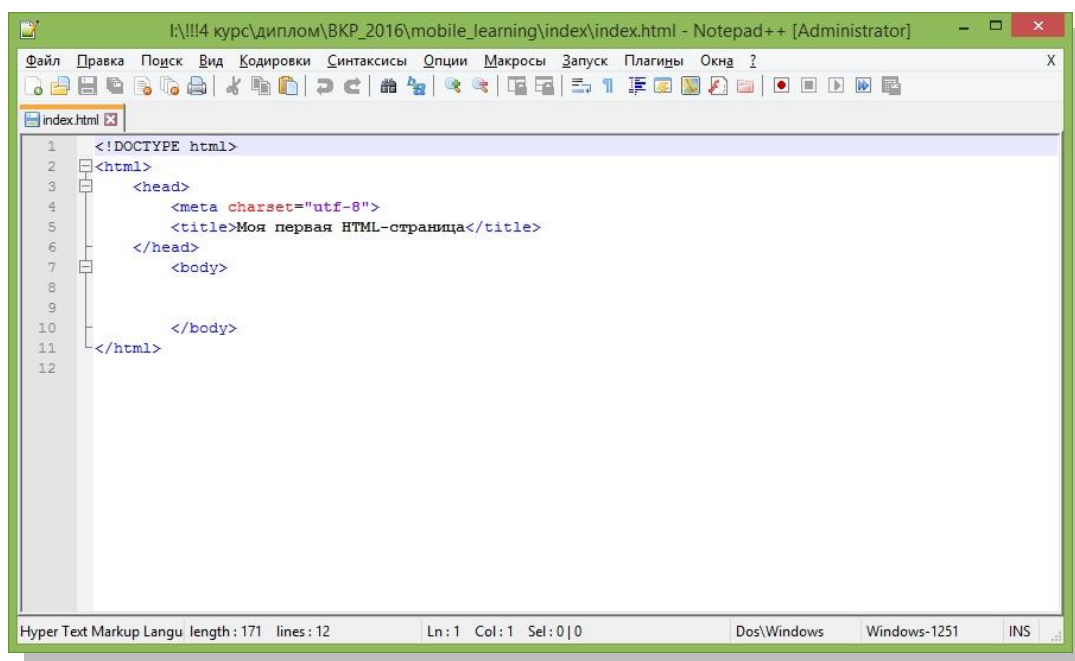 I:\!!!4 курс\диплом\ВКР_2016\mobile_learning\index\index.html - Notepad++ [Administrator]
Файл Правка Поиск Вид Кодировки Синтаксисы Опции Макросы Запуск Плагины Окна ? X
index.html
1 <!DOCTYPE html>
2 <html>
3 <head>
4 <meta charset="utf-8">
5 <title>Моя первая HTML-страница</title>
6 </head>
7 <body>
8
9
10 </body>
11 </html>
12
Hyper Text Markup Langu length : 171 lines : 12 Ln : 1 Col : 1 Sel : 0 | 0 Dos\Windows Windows-1251 INS